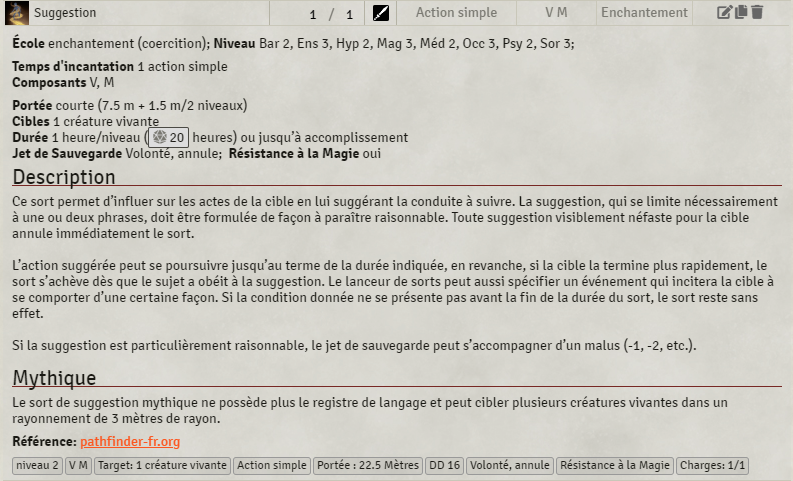 Suggestion 1 / 1 Action simple V M Enchantement
École enchantement (coercition); Niveau Bar 2, Ens 3, Hyp 2, Mag 3, Méd 2, Occ 3, Psy 2, Sor 3;
Temps d'incantation 1 action simple
Composants V, M
Portée courte (7.5 m + 1.5 m/2 niveaux)
Cibles 1 créature vivante
Durée 1 heure/niveau (20 heures) ou jusqu'à accomplissement
Jet de Sauvegarde Volonté, annule; Résistance à la Magie oui
Description
Ce sort permet d'influer sur les actes de la cible en lui suggérant la conduite à suivre. La suggestion, qui se limite nécessairement
à une ou deux phrases, doit être formulée de façon à paraître raisonnable. Toute suggestion visiblement néfaste pour la cible
annule immédiatement le sort.
L'action suggérée peut se poursuivre jusqu'au terme de la durée indiquée, en revanche, si la cible la termine plus rapidement, le
sort s'achève dès que le sujet a obéit à la suggestion. Le lanceur de sorts peut aussi spécifier un événement qui incitera la cible à
se comporter d'une certaine façon. Si la condition donnée ne se présente pas avant la fin de la durée du sort, le sort reste sans
effet.
Si la suggestion est particulièrement raisonnable, le jet de sauvegarde peut s'accompagner d'un malus (-1, -2, etc.).
Mythique
Le sort de suggestion mythique ne possède plus le registre de langage et peut cibler plusieurs créatures vivantes dans un
rayonnement de 3 mètres de rayon.
Référence: pathfinder-fr.org
niveau 2 V M Target: 1 créature vivante Action simple Portée : 22.5 Mètres DD 16 Volonté, annule Résistance à la Magie Charges: 1/1